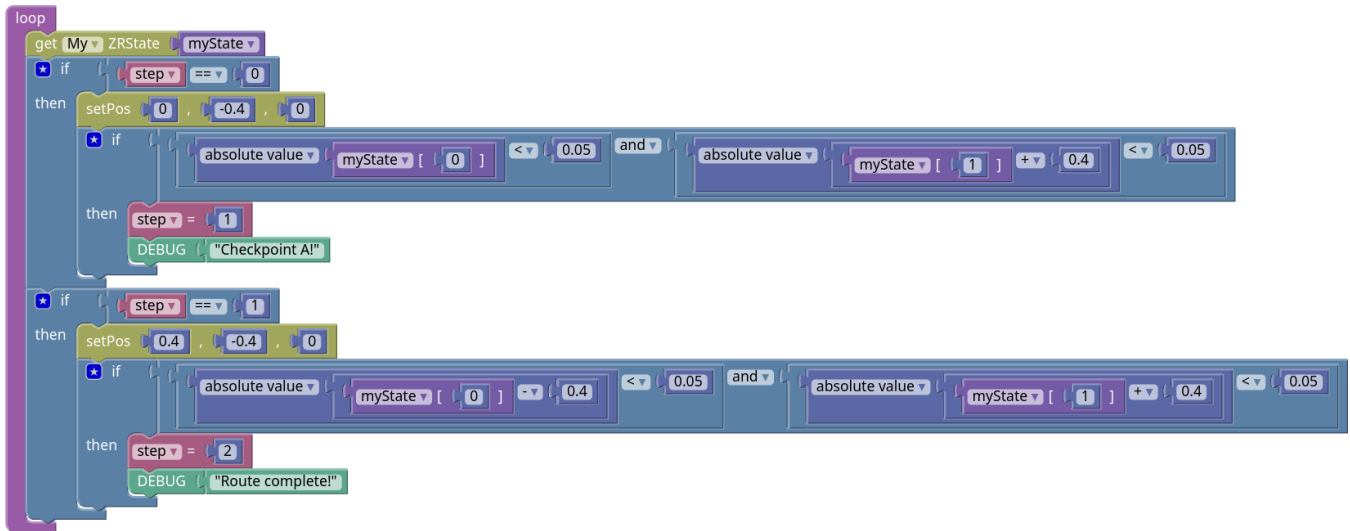 loop
get My ▾ ZRState myState ▾
if step ▾ == ▾ 0
then setPos 0 , -0.4 , 0
if absolute value ▾ myState ▾ [ 0 ] < ▾ 0.05 and ▾ absolute value ▾ myState ▾ [ 1 ] + ▾ 0.4 < ▾ 0.05
then step ▾ = 1
DEBUG "Checkpoint A!"
if step ▾ == ▾ 1
then setPos 0.4 , -0.4 , 0
if absolute value ▾ myState ▾ [ 0 ] - ▾ 0.4 < ▾ 0.05 and ▾ absolute value ▾ myState ▾ [ 1 ] + ▾ 0.4 < ▾ 0.05
then step ▾ = 2
DEBUG "Route complete!"